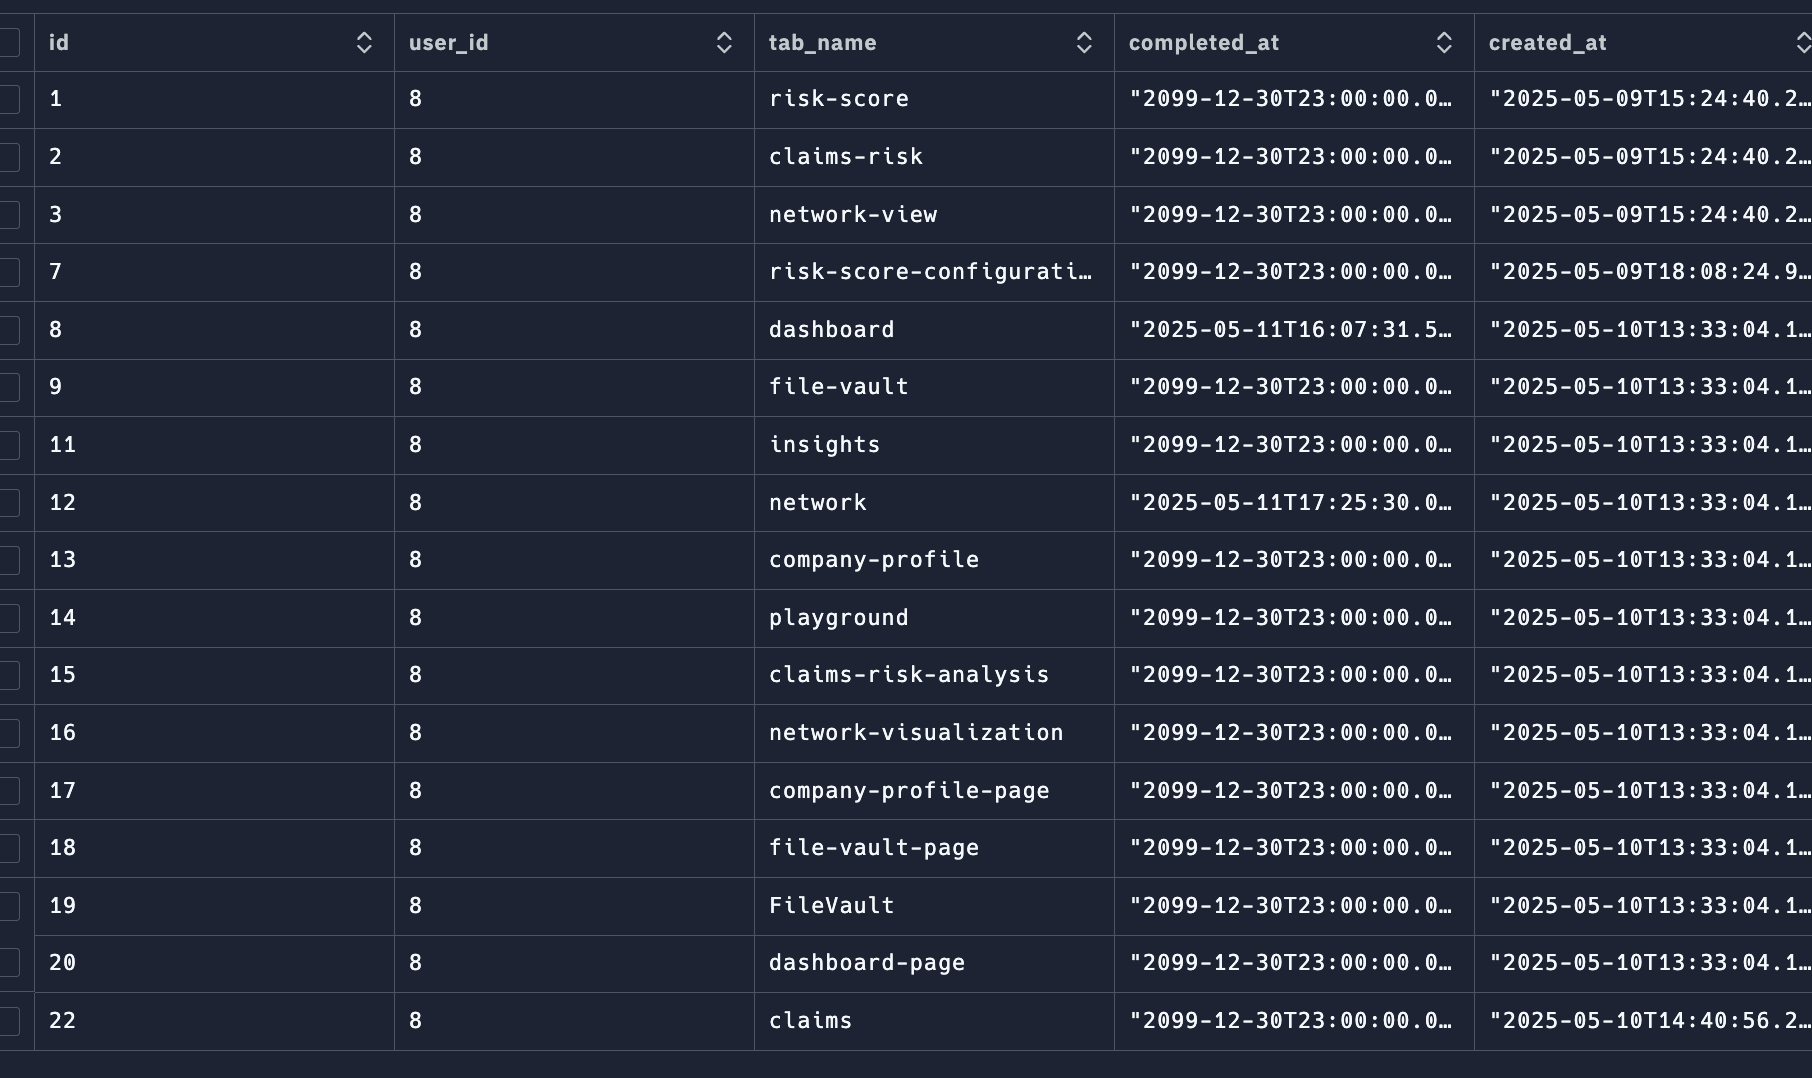 id user_id tab_name completed_at created_at
1 8 risk-score "2099-12-30T23:00:00.0… "2025-05-09T15:24:40.2…
2 8 claims-risk "2099-12-30T23:00:00.0… "2025-05-09T15:24:40.2…
3 8 network-view "2099-12-30T23:00:00.0… "2025-05-09T15:24:40.2…
7 8 risk-score-configurati… "2099-12-30T23:00:00.0… "2025-05-09T18:08:24.9…
8 8 dashboard "2025-05-11T16:07:31.5… "2025-05-10T13:33:04.1…
9 8 file-vault "2099-12-30T23:00:00.0… "2025-05-10T13:33:04.1…
11 8 insights "2099-12-30T23:00:00.0… "2025-05-10T13:33:04.1…
12 8 network "2025-05-11T17:25:30.0… "2025-05-10T13:33:04.1…
13 8 company-profile "2099-12-30T23:00:00.0… "2025-05-10T13:33:04.1…
14 8 playground "2099-12-30T23:00:00.0… "2025-05-10T13:33:04.1…
15 8 claims-risk-analysis "2099-12-30T23:00:00.0… "2025-05-10T13:33:04.1…
16 8 network-visualization "2099-12-30T23:00:00.0… "2025-05-10T13:33:04.1…
17 8 company-profile-page "2099-12-30T23:00:00.0… "2025-05-10T13:33:04.1…
18 8 file-vault-page "2099-12-30T23:00:00.0… "2025-05-10T13:33:04.1…
19 8 FileVault "2099-12-30T23:00:00.0… "2025-05-10T13:33:04.1…
20 8 dashboard-page "2099-12-30T23:00:00.0… "2025-05-10T13:33:04.1…
22 8 claims "2099-12-30T23:00:00.0… "2025-05-10T14:40:56.2…